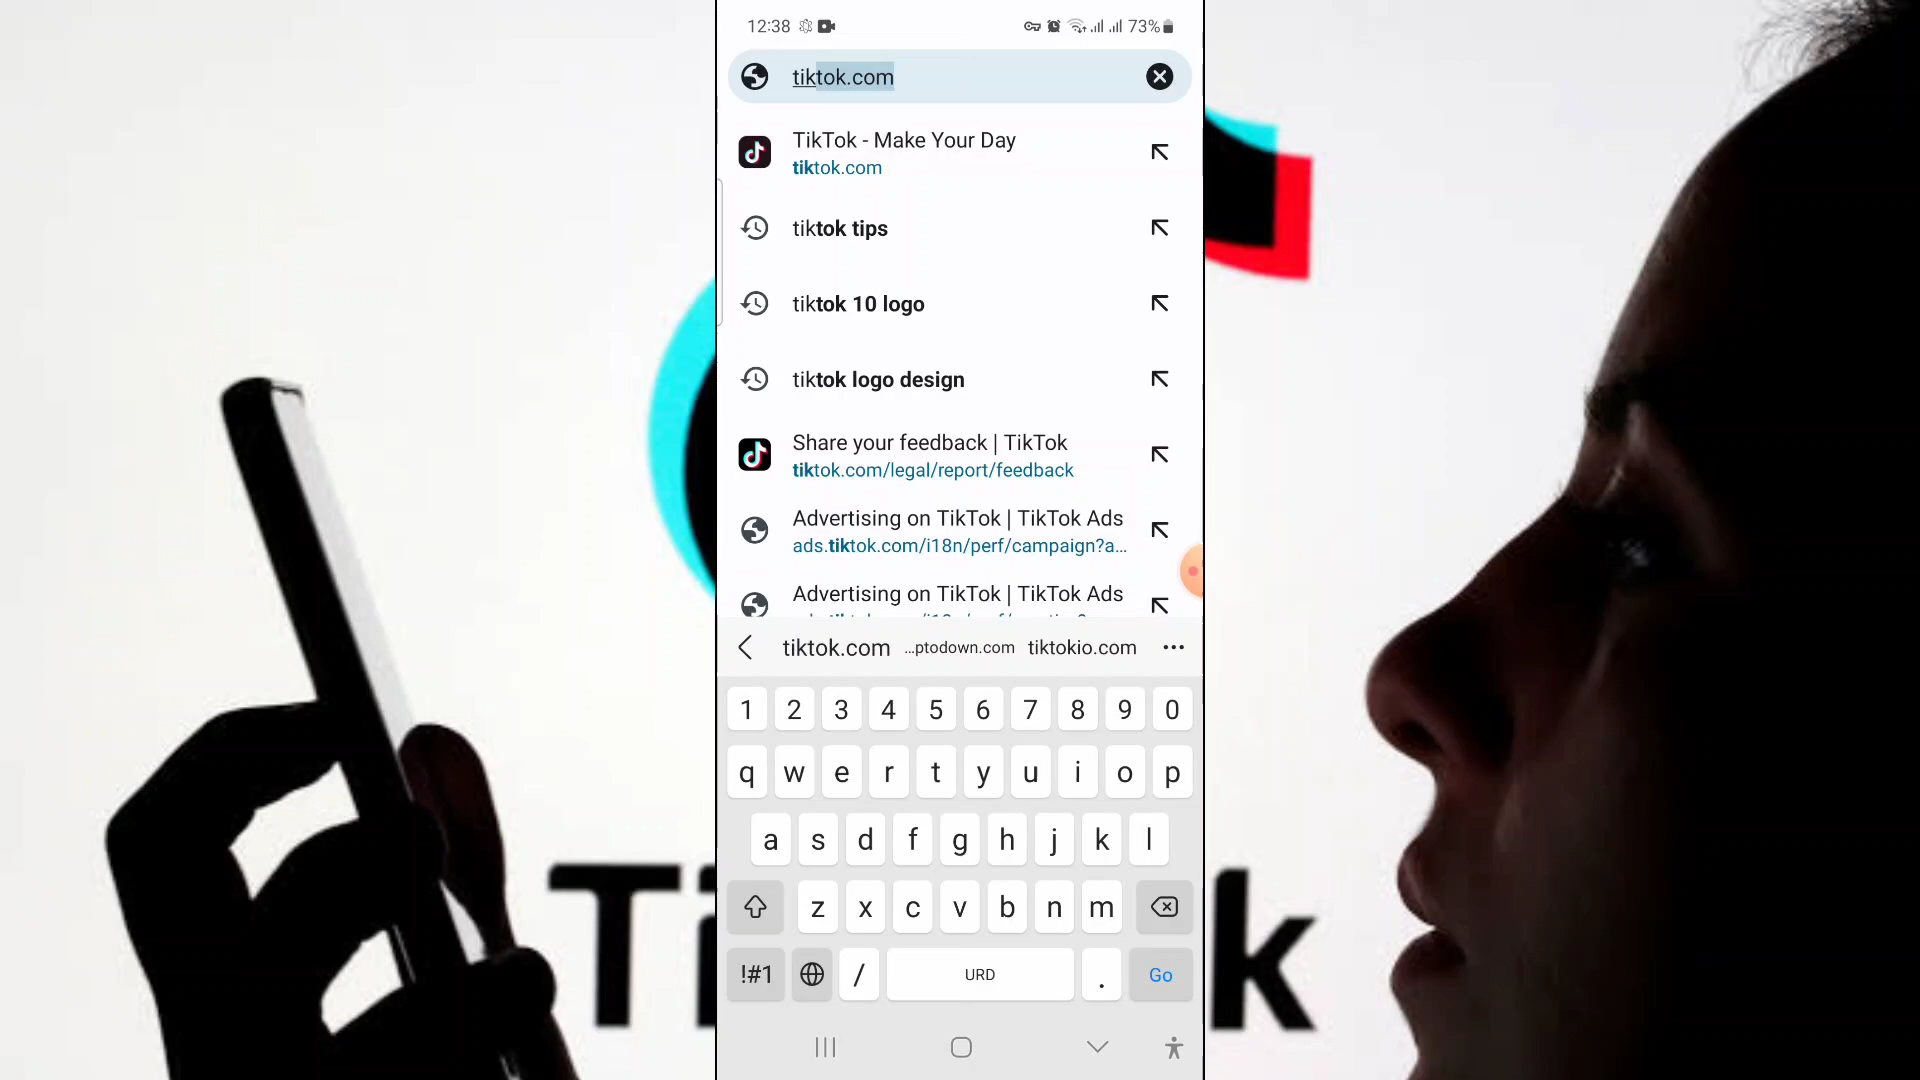 12:38 73%
tiktok.com
TikTok - Make Your Day
tiktok.com
tiktok tips
tiktok 10 logo
tiktok logo design
Share your feedback | TikTok
tiktok.com/legal/report/feedback
Advertising on TikTok | TikTok Ads
ads.tiktok.com/i18n/perf/campaign?a...
Advertising on TikTok | TikTok Ads
tiktok.com ...ptodown.com tiktokio.com ...
1 2 3 4 5 6 7 8 9 0
q w e r t y u i o p
a s d f g h j k l
z x c v b n m
!#1 / URD . Go
Ti k